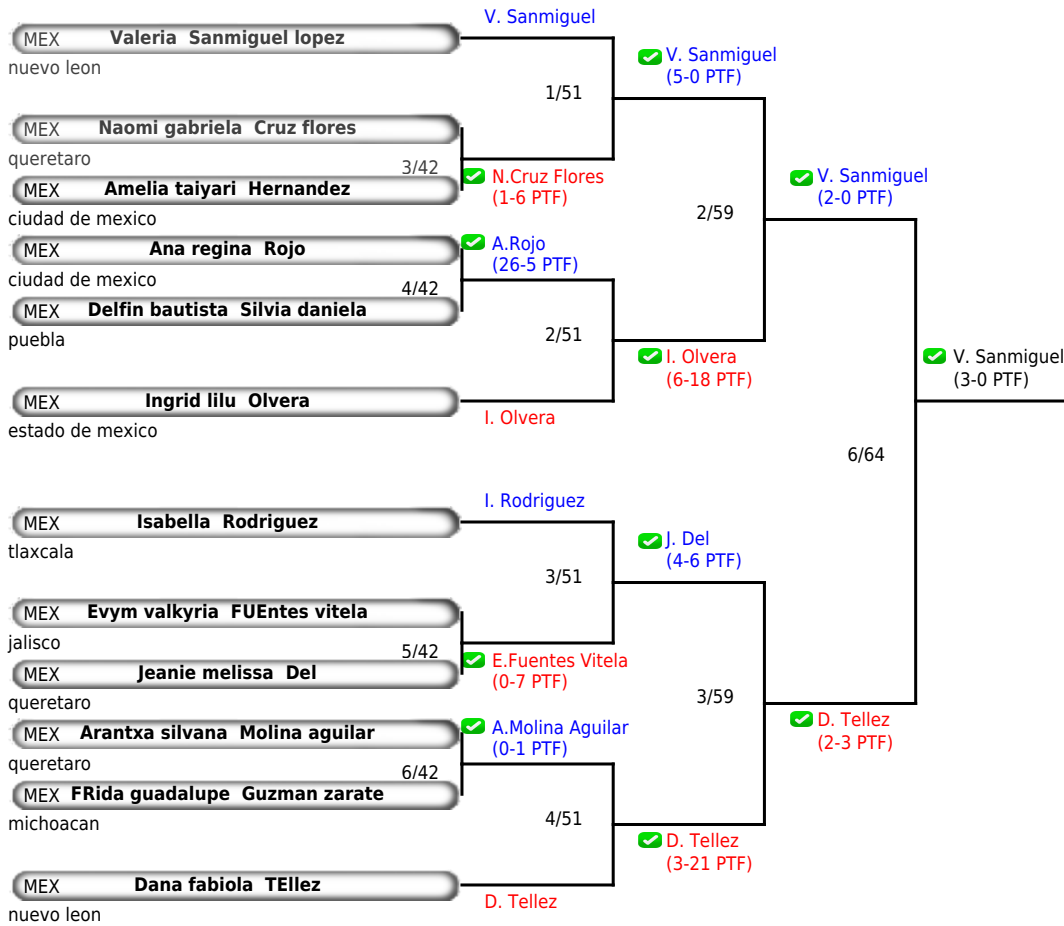 V. Sanmiguel
MEX Valeria Sanmiguel lopez
nuevo leon
1/51
V. Sanmiguel
(5-0 PTF)
MEX Naomi gabriela Cruz flores
queretaro
3/42
MEX Amelia taiyari Hernandez
ciudad de mexico
N.Cruz Flores
(1-6 PTF)
2/59
V. Sanmiguel
(2-0 PTF)
MEX Ana regina Rojo
ciudad de mexico
A.Rojo
(26-5 PTF)
4/42
MEX Delfin bautista Silvia daniela
puebla
2/51
I. Olvera
(6-18 PTF)
V. Sanmiguel
(3-0 PTF)
MEX Ingrid lilu Olvera
estado de mexico
I. Olvera
6/64
I. Rodriguez
MEX Isabella Rodriguez
tlaxcala
3/51
J. Del
(4-6 PTF)
MEX Evym valkyria FUEntes vitela
jalisco
5/42
MEX Jeanie melissa Del
queretaro
E.Fuentes Vitela
(0-7 PTF)
3/59
D. Tellez
(2-3 PTF)
MEX Arantxa silvana Molina aguilar
queretaro
A.Molina Aguilar
(0-1 PTF)
6/42
MEX FRida guadalupe Guzman zarate
michoacan
4/51
D. Tellez
(3-21 PTF)
MEX Dana fabiola TEllez
nuevo leon
D. Tellez